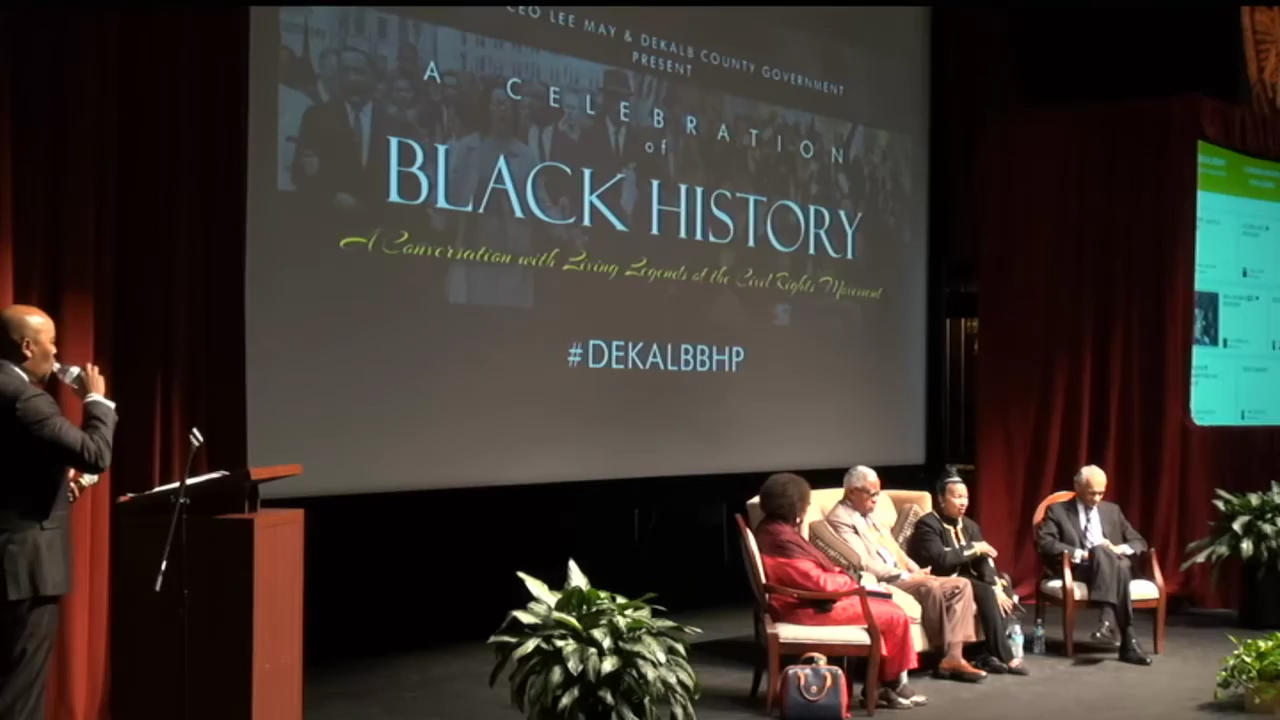 CEO LEE MAY & DEKALB COUNTY GOVERNMENT
PRESENT
A CELEBRATION
of
BLACK HISTORY
A Conversation with Living Legends of the Civil Rights Movement
#DEKALBBHP